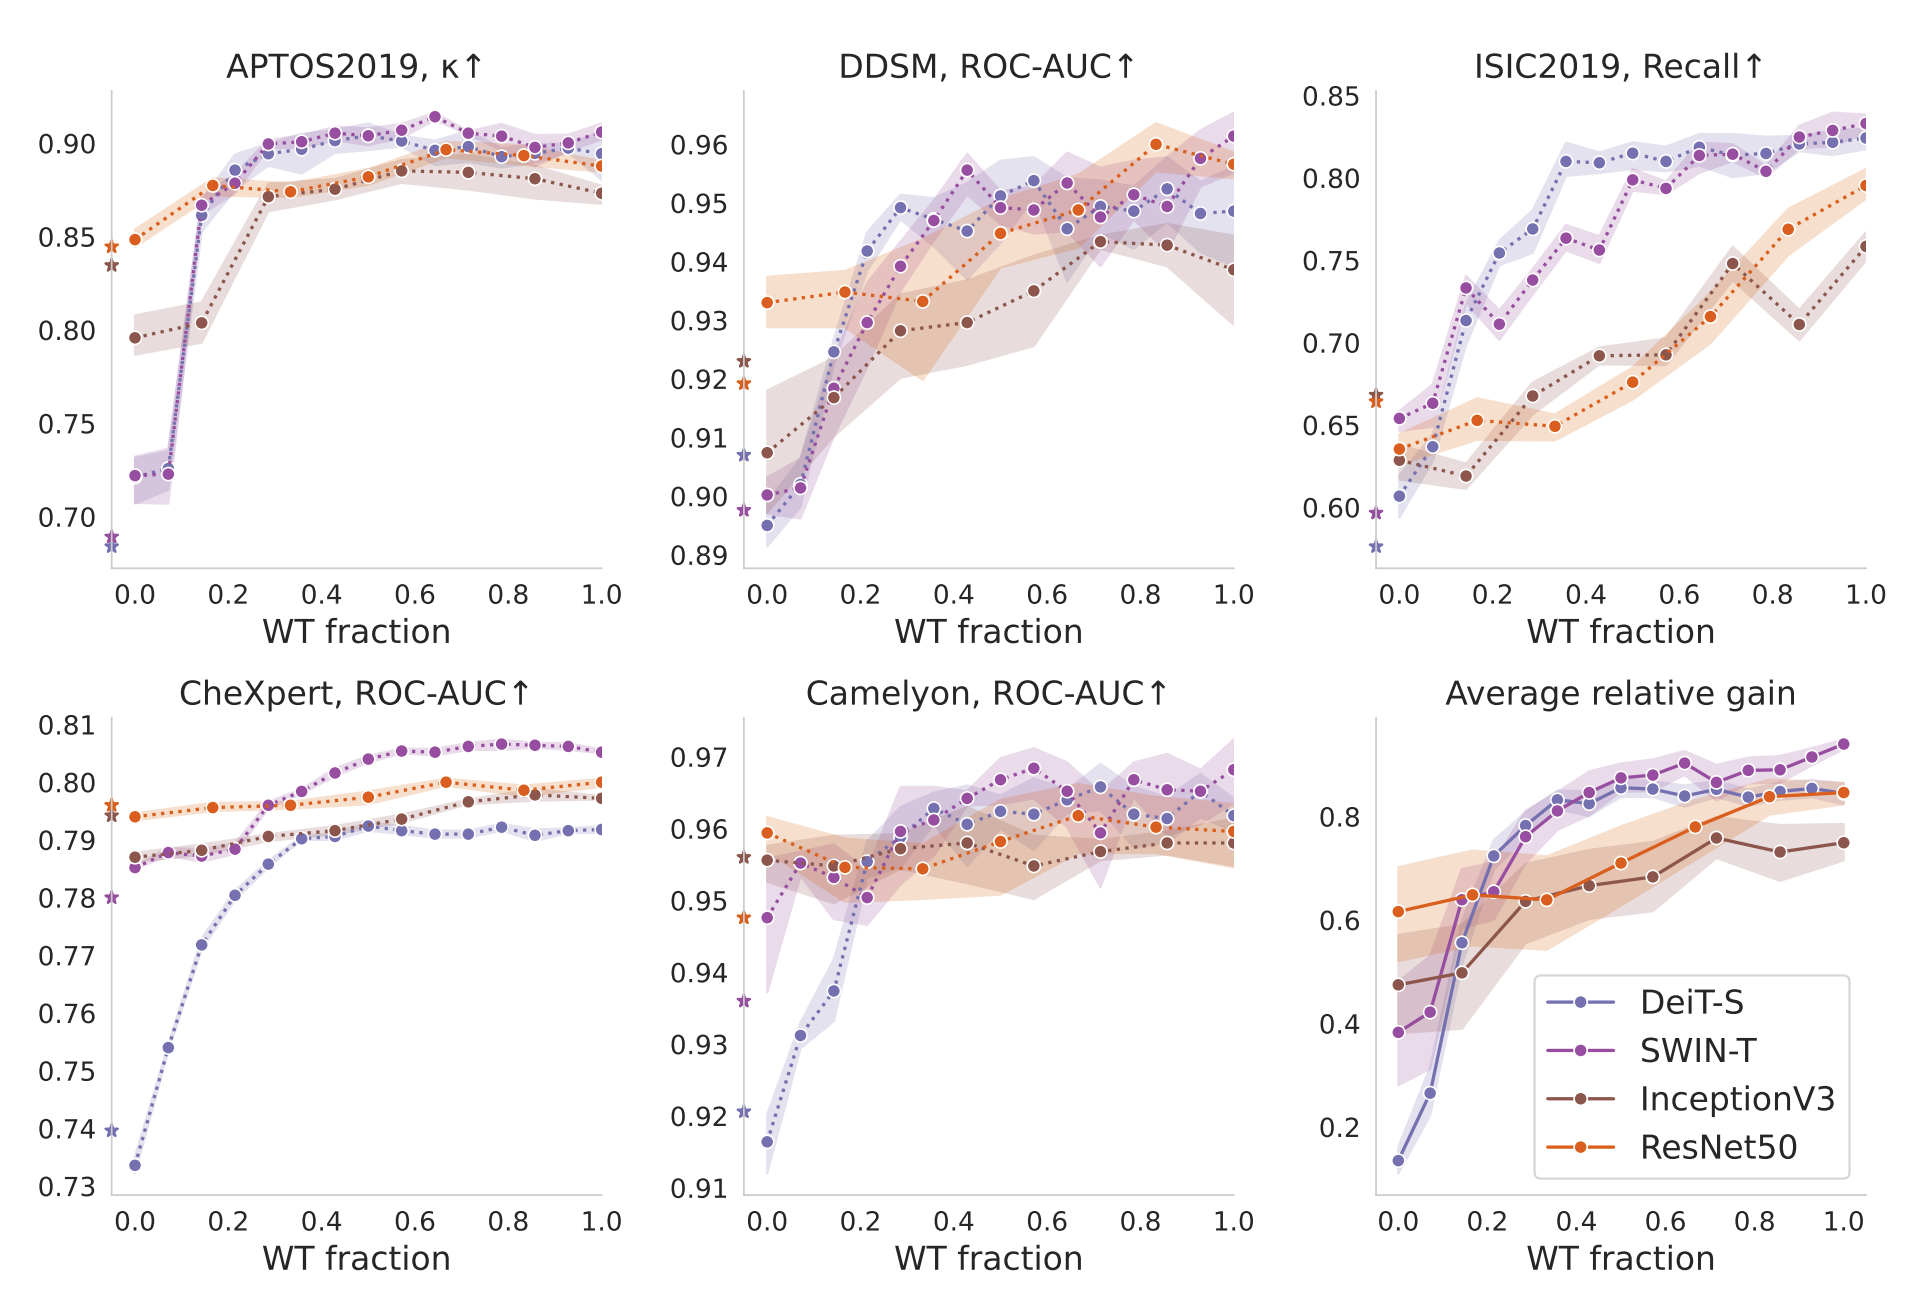 APTOS2019, κ↑
0.90
0.85
0.80
0.75
0.70
0.0 0.2 0.4 0.6 0.8 1.0
WT fraction
DDSM, ROC-AUC↑
0.96
0.95
0.94
0.93
0.92
0.91
0.90
0.89
0.0 0.2 0.4 0.6 0.8 1.0
WT fraction
ISIC2019, Recall↑
0.85
0.80
0.75
0.70
0.65
0.60
0.0 0.2 0.4 0.6 0.8 1.0
WT fraction
CheXpert, ROC-AUC↑
0.81
0.80
0.79
0.78
0.77
0.76
0.75
0.74
0.73
0.0 0.2 0.4 0.6 0.8 1.0
WT fraction
Camelyon, ROC-AUC↑
0.97
0.96
0.95
0.94
0.93
0.92
0.91
0.0 0.2 0.4 0.6 0.8 1.0
WT fraction
Average relative gain
0.8
0.6
0.4
0.2
DeiT-S
SWIN-T
InceptionV3
ResNet50
0.0 0.2 0.4 0.6 0.8 1.0
WT fraction